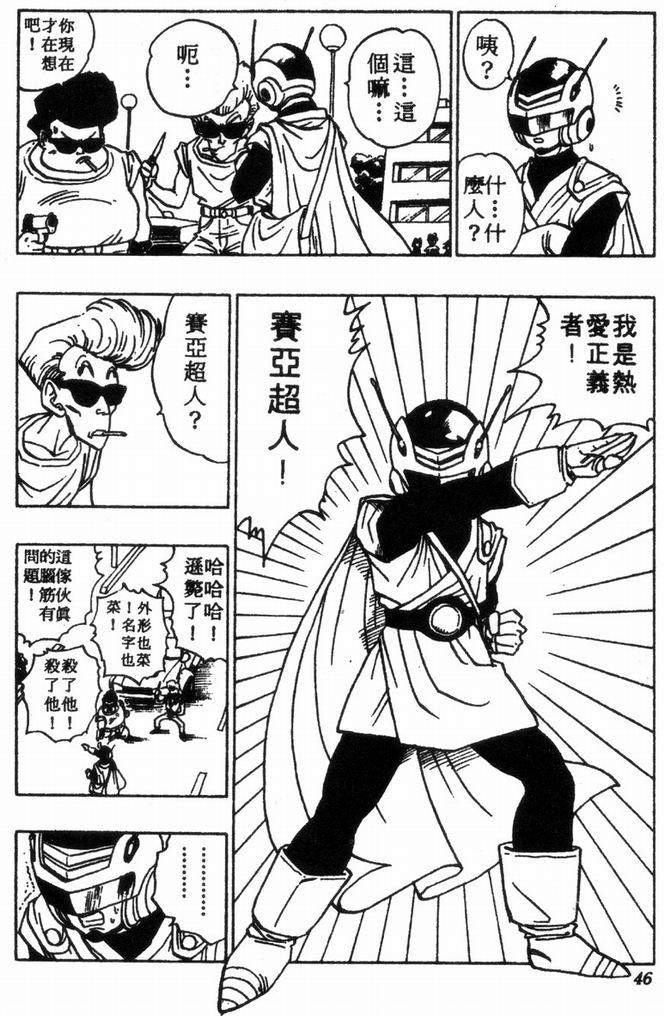 咦？
什…什
麼人？
這…這
個嘛…
呃…
你現在
才在想
吧！
我是熱
愛正義
者！
賽亞超人！
賽亞超人？
哈哈哈！
遜斃了！
外形也菜
！名字也
菜！
殺了他！
殺了他！
這傢伙真
的腦筋有
問題！
………
46